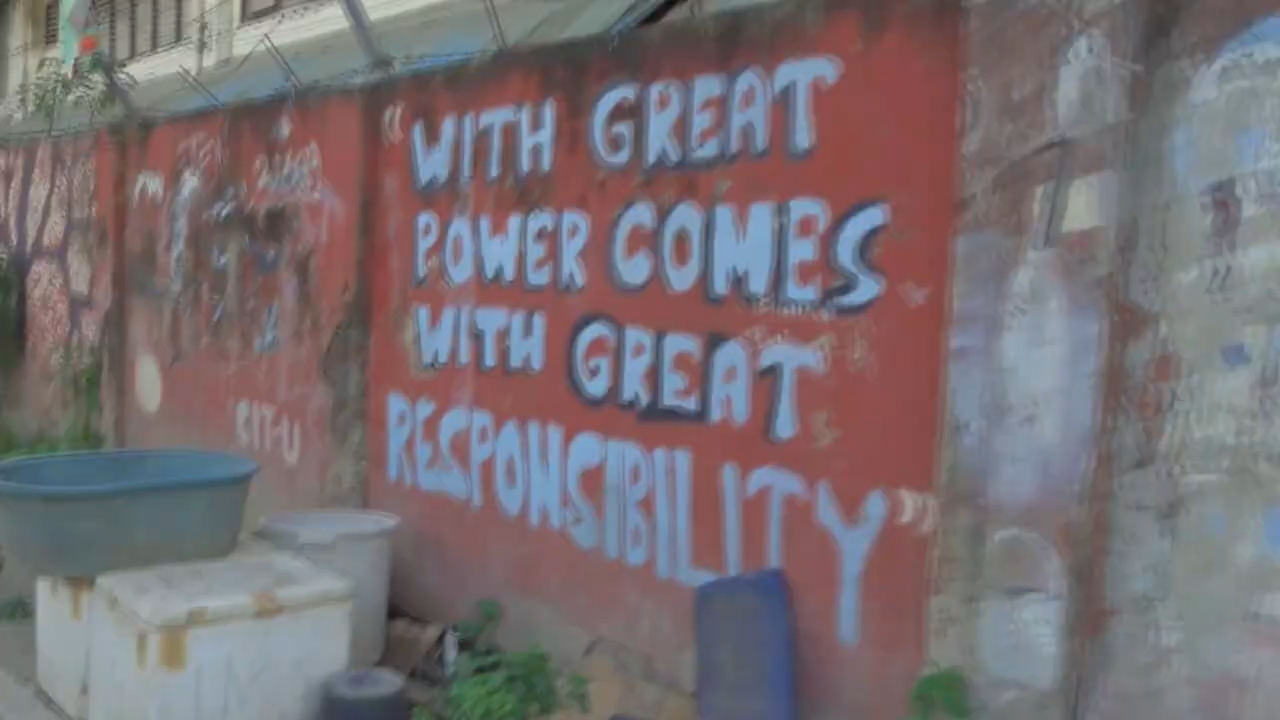 "WITH GREAT
POWER COMES
WITH GREAT
RESPONSIBILITY"